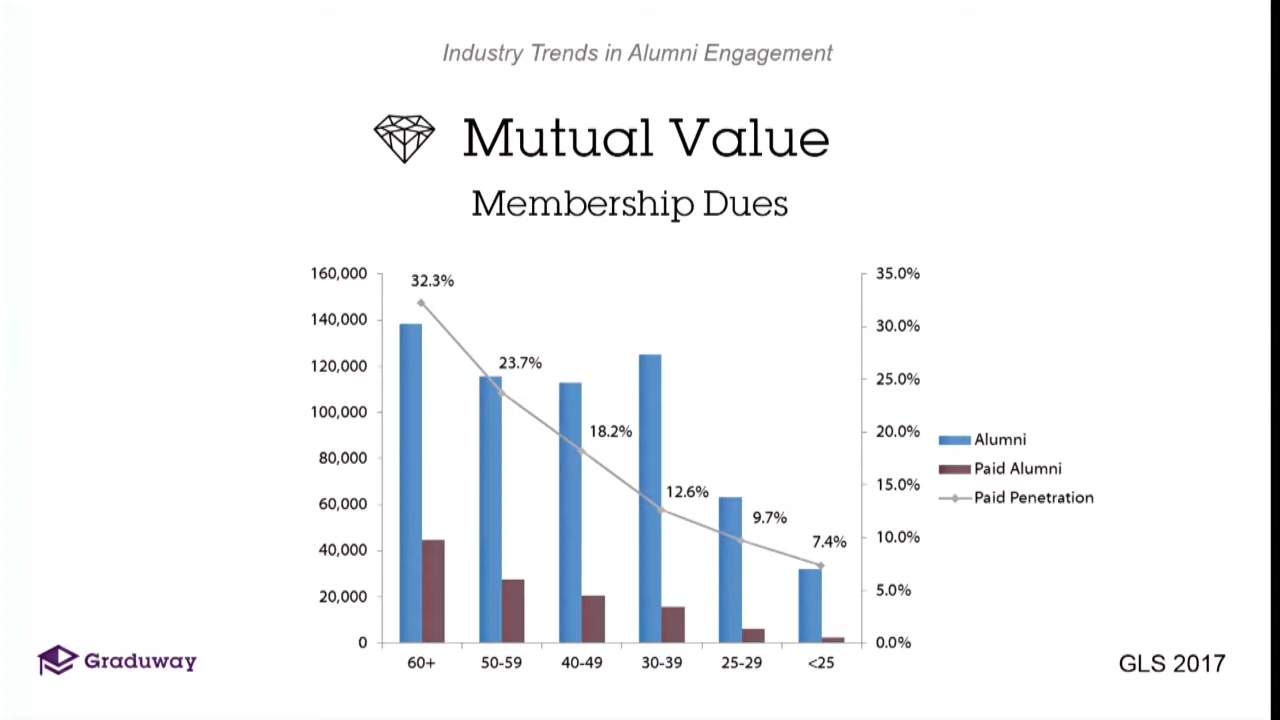 Industry Trends in Alumni Engagement
Mutual Value
Membership Dues
160,000
140,000
120,000
100,000
80,000
60,000
40,000
20,000
0
32.3%
23.7%
18.2%
12.6%
9.7%
7.4%
35.0%
30.0%
25.0%
20.0%
15.0%
10.0%
5.0%
0.0%
60+ 50-59 40-49 30-39 25-29 <25
Alumni
Paid Alumni
Paid Penetration
Graduway
GLS 2017